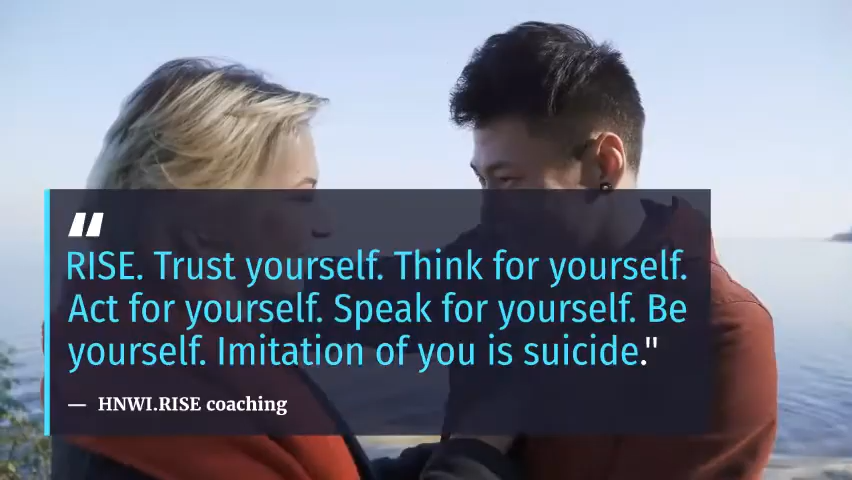 "
RISE. Trust yourself. Think for yourself.
Act for yourself. Speak for yourself. Be
yourself. Imitation of you is suicide."
— HNWI.RISE coaching